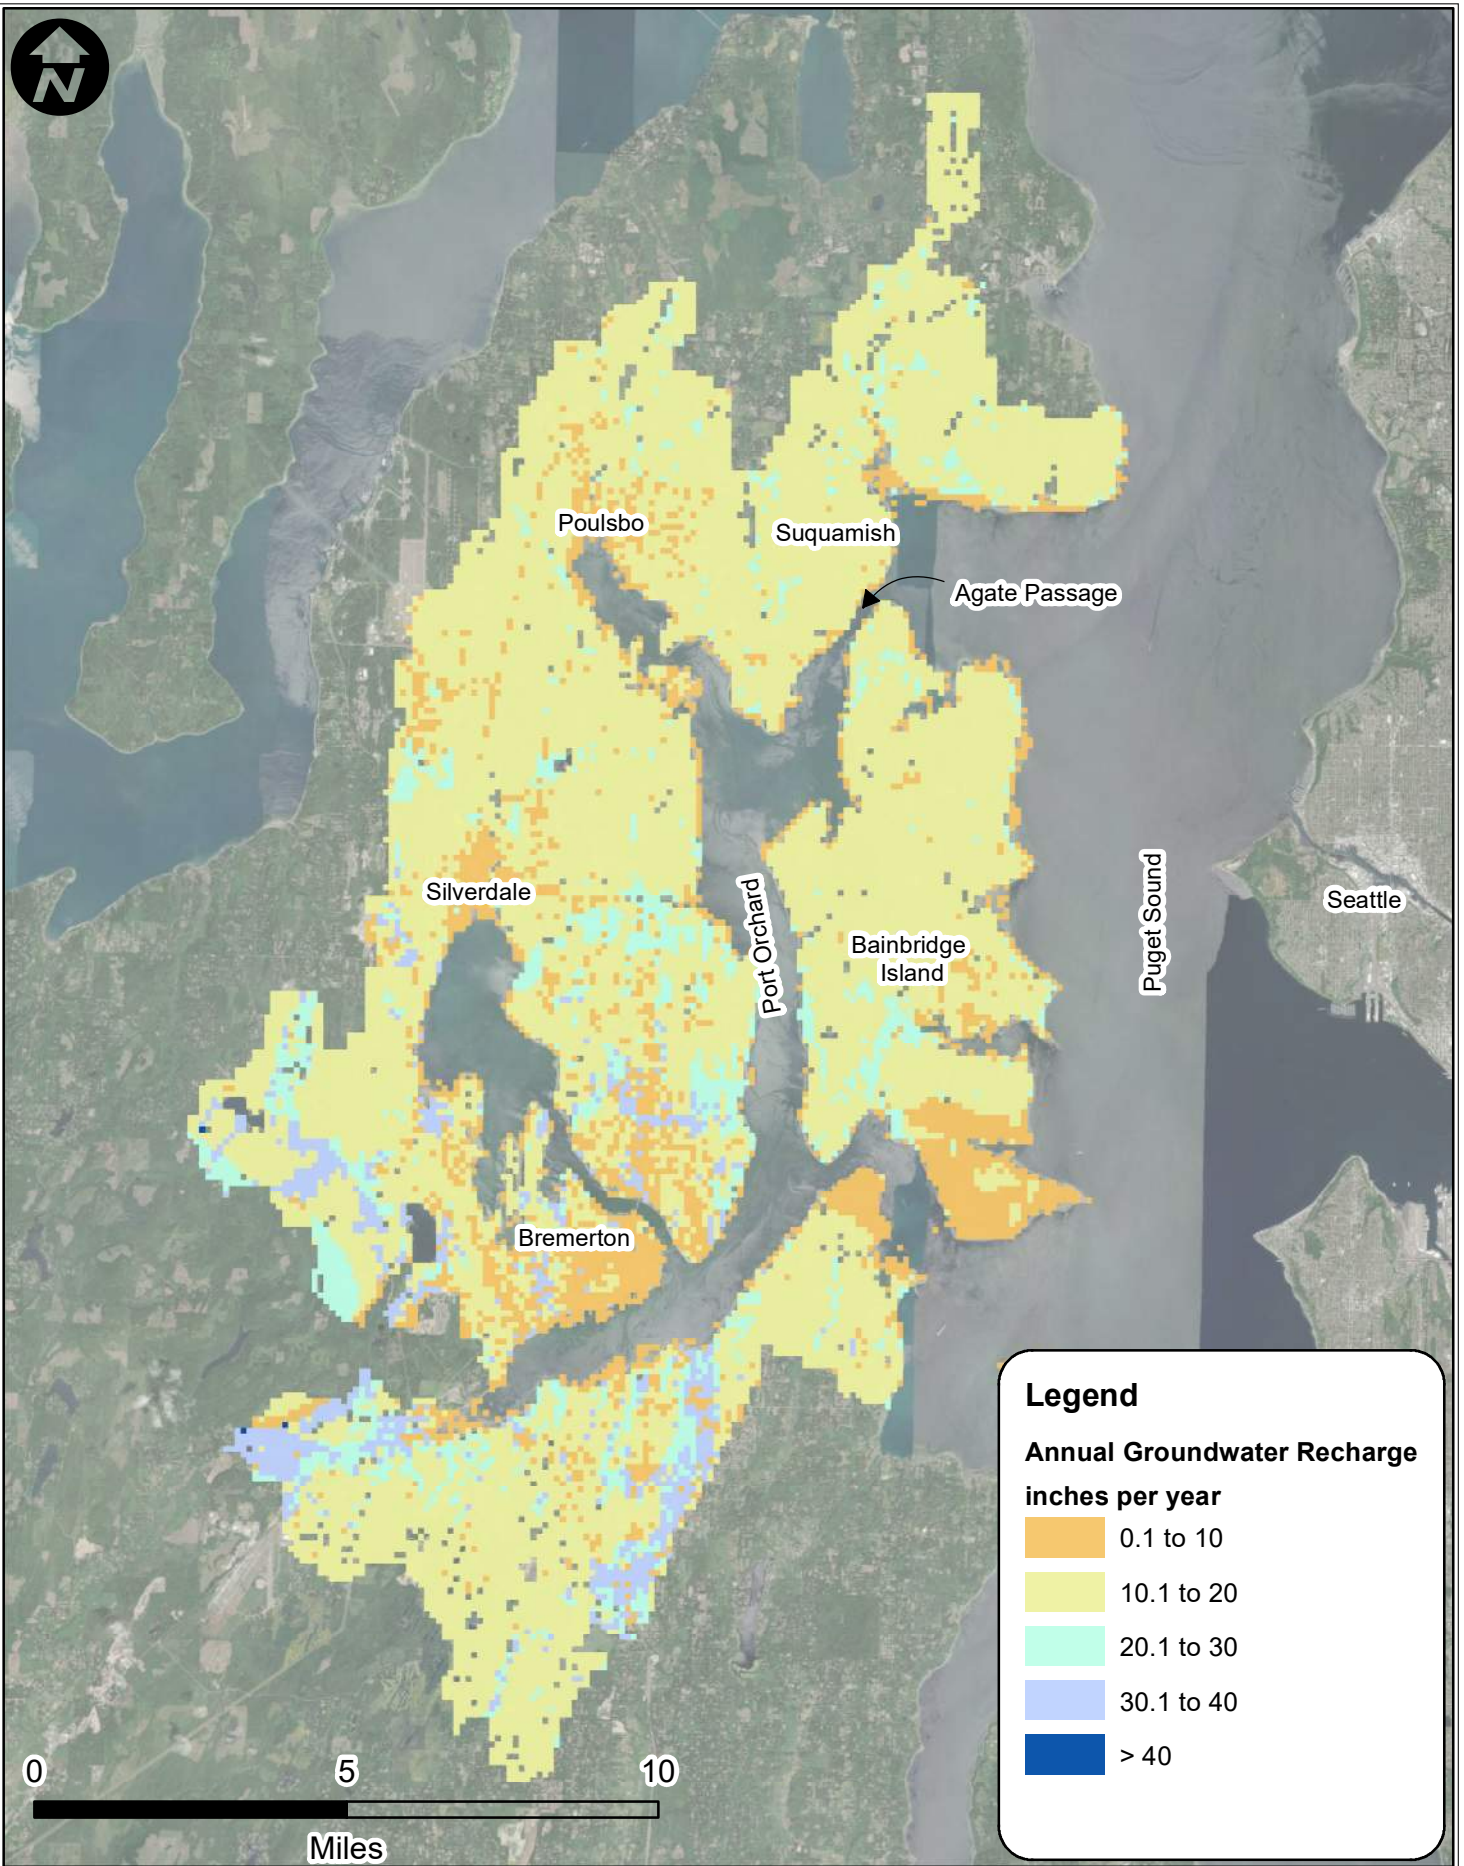 N
Poulsbo
Suquamish
Agate Passage
Silverdale
Port Orchard
Bainbridge
Island
Puget Sound
Seattle
Bremerton
Legend
Annual Groundwater Recharge
inches per year
0.1 to 10
10.1 to 20
20.1 to 30
30.1 to 40
> 40
0 5 10
Miles